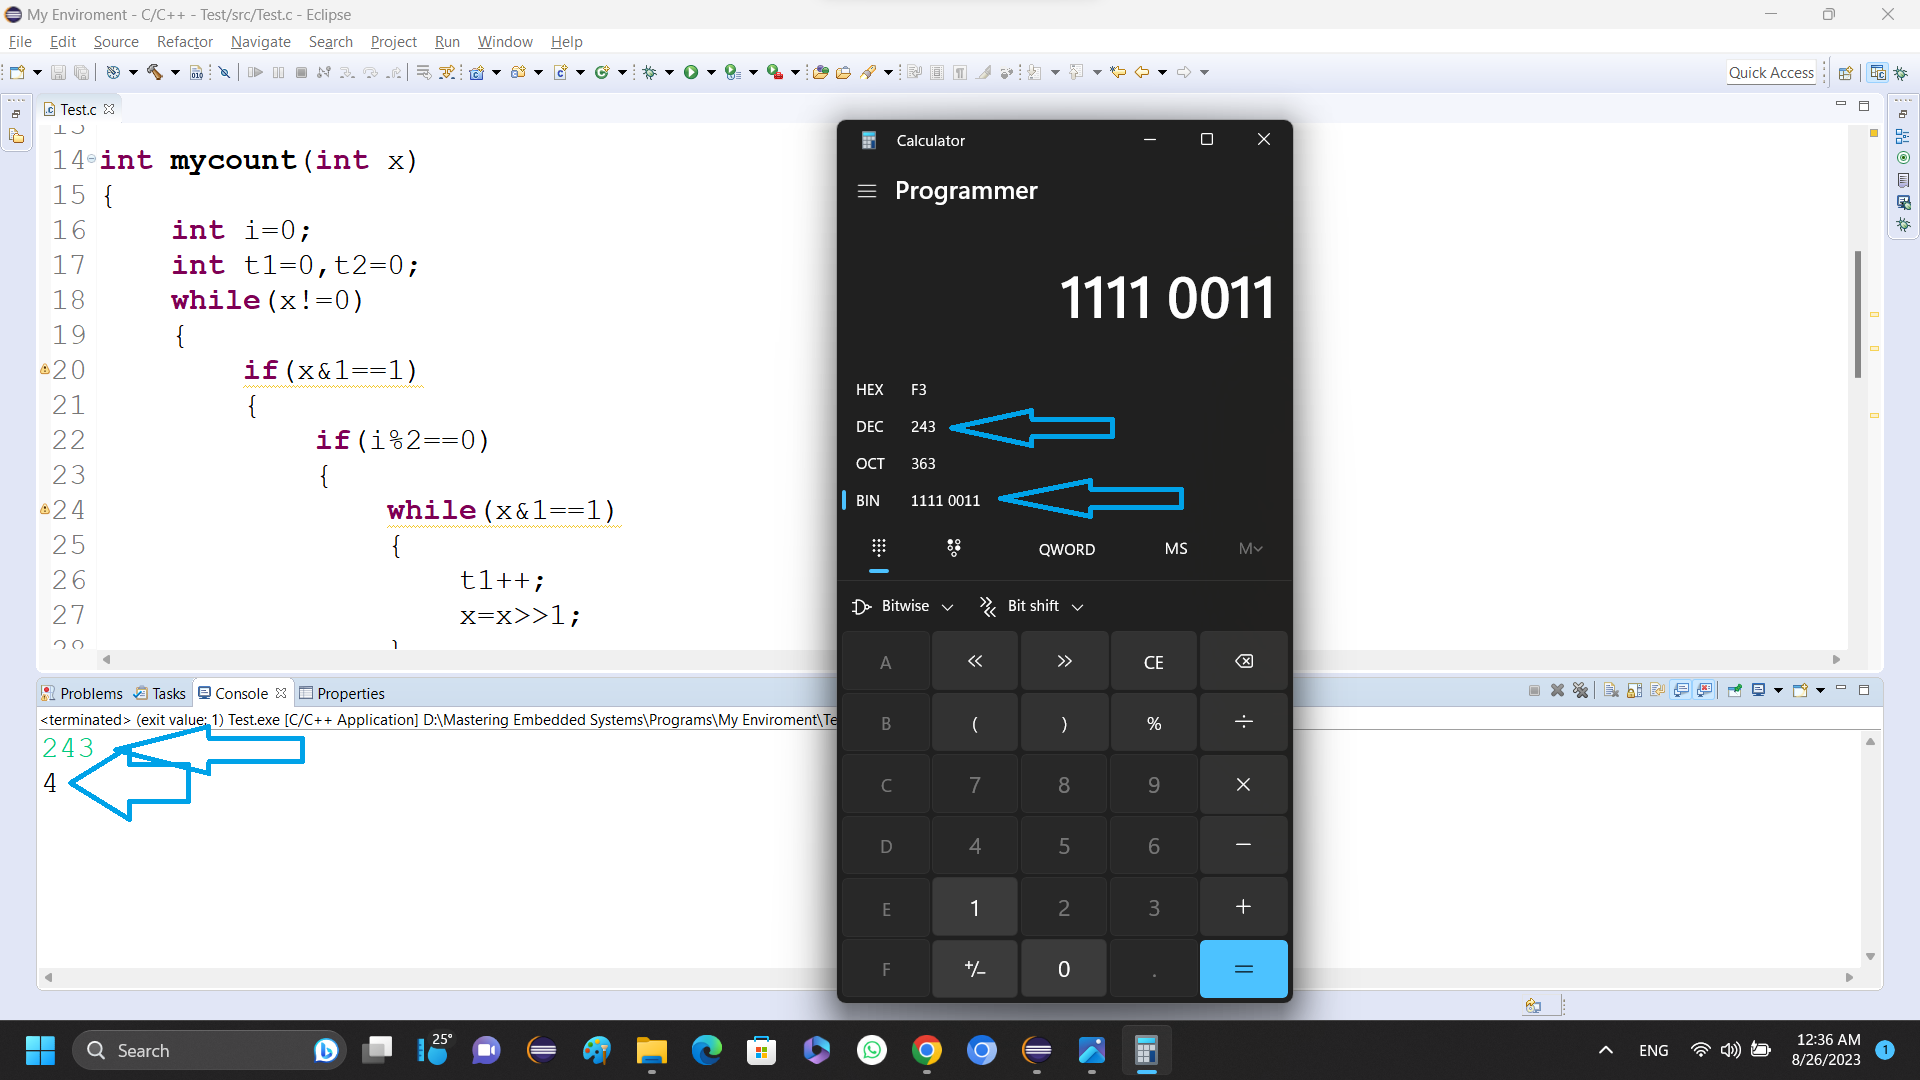 My Enviroment - C/C++ - Test/src/Test.c - Eclipse
File Edit Source Refactor Navigate Search Project Run Window Help
Quick Access
Test.c
13
14 int mycount(int x)
15 {
16 int i=0;
17 int t1=0,t2=0;
18 while(x!=0)
19 {
20 if(x&1==1)
21 {
22 if(i%2==0)
23 {
24 while(x&1==1)
25 {
26 t1++;
27 x=x>>1;
28 }
Problems Tasks Console Properties
<terminated> (exit value: 1) Test.exe [C/C++ Application] D:\Mastering Embedded Systems\Programs\My Enviroment\Te
243
4
Calculator
Programmer
1111 0011
HEX F3
DEC 243
OCT 363
BIN 1111 0011
QWORD MS M
Bitwise Bit shift
A « » CE
B ( ) % ÷
C 7 8 9 ×
D 4 5 6 −
E 1 2 3 +
F +/− 0 . =
Search
25°
ENG
12:36 AM
8/26/2023
1